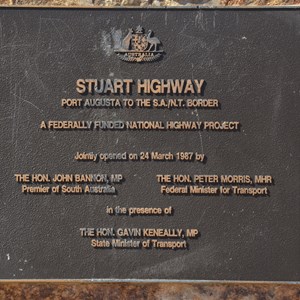 AUSTRALIA
STUART HIGHWAY
PORT AUGUSTA TO THE S.A./N.T. BORDER
A FEDERALLY FUNDED NATIONAL HIGHWAY PROJECT
Jointly opened on 24 March 1987 by
THE HON. JOHN BANNON, MP
Premier of South Australia
THE HON. PETER MORRIS, MHR
Federal Minister for Transport
in the presence of
THE HON. GAVIN KENEALLY, MP
State Minister of Transport